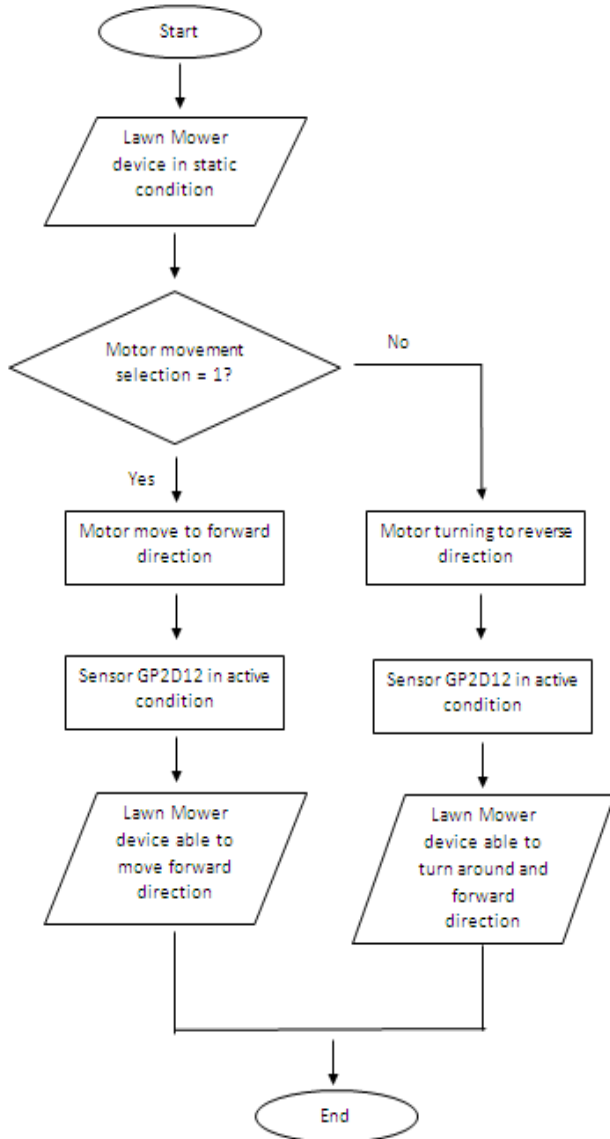 Start
Lawn Mower
device in static
condition
Motor movement
selection = 1?
No
Yes
Motor move to forward
direction
Motor turning to reverse
direction
Sensor GP2D12 in active
condition
Sensor GP2D12 in active
condition
Lawn Mower
device able to
move forward
direction
Lawn Mower
device able to
turn around and
forward
direction
End